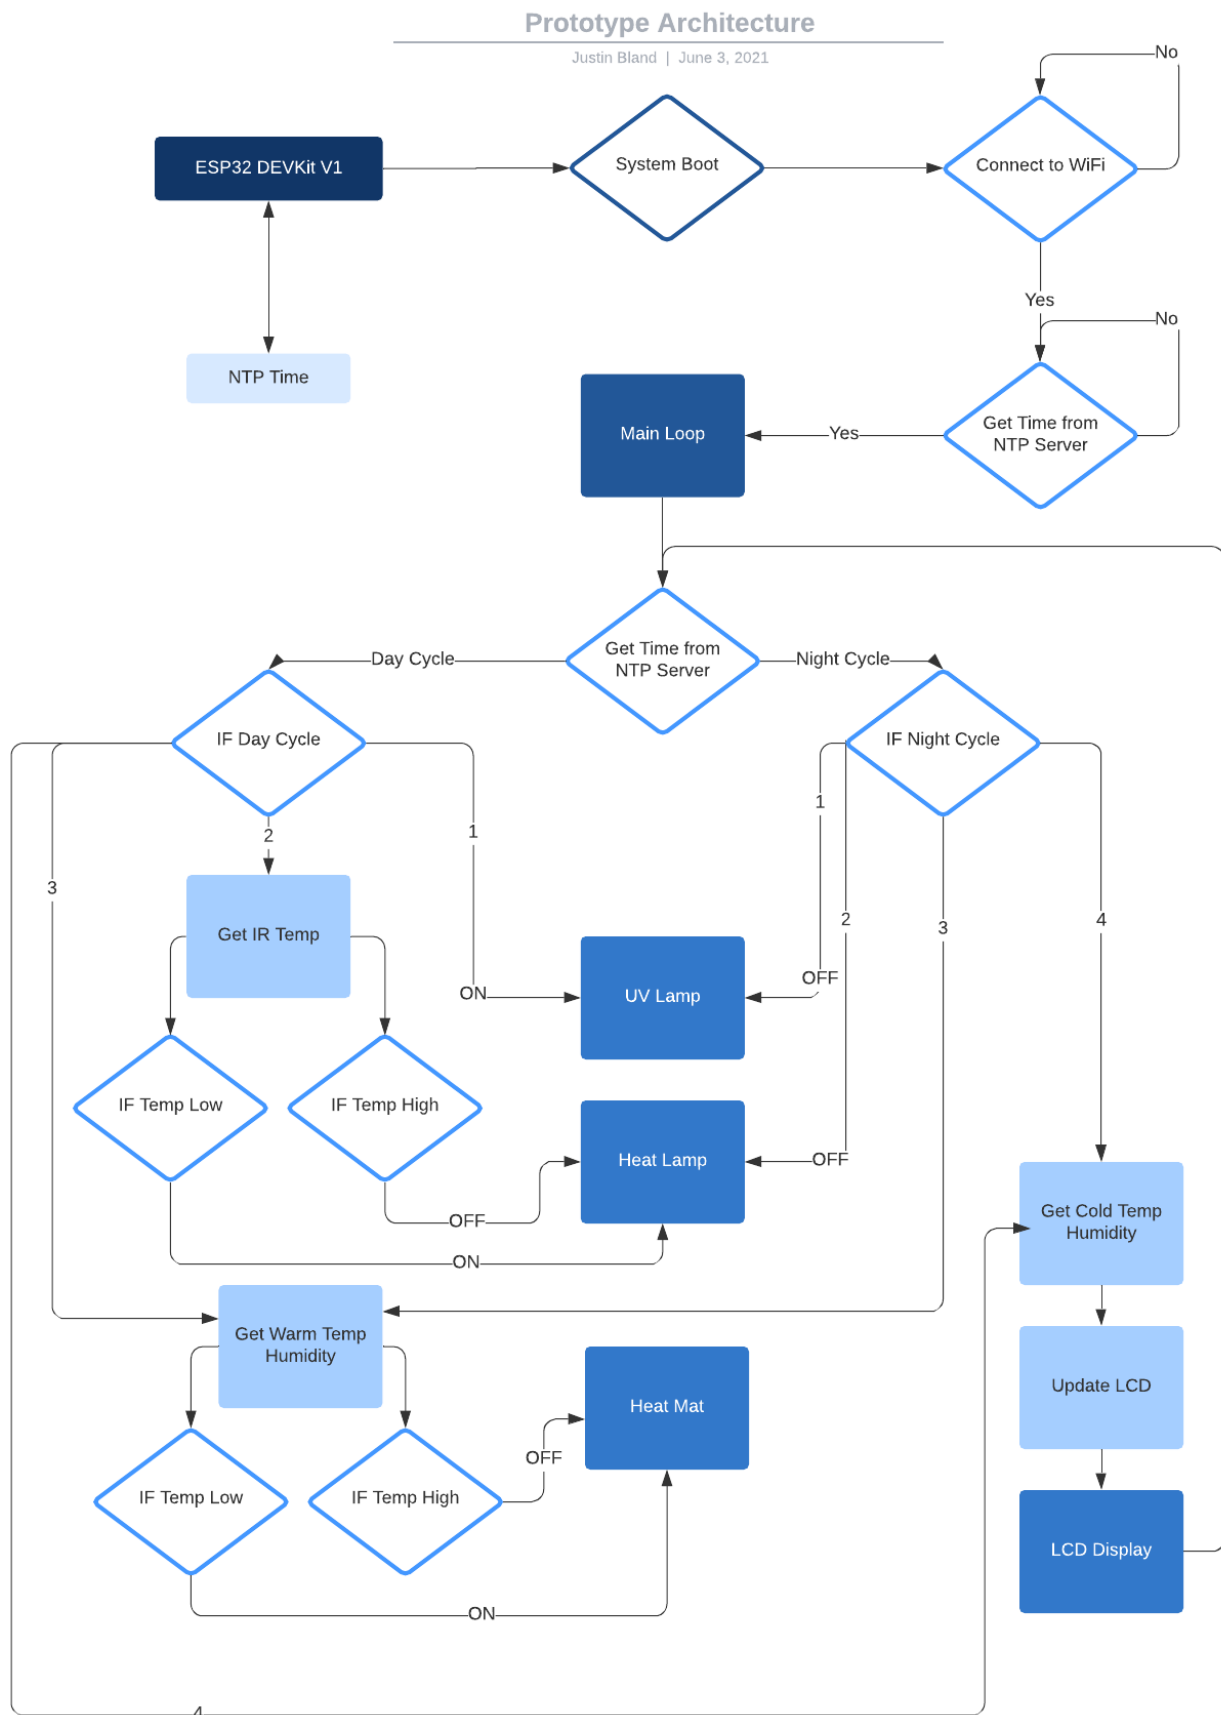 Prototype Architecture
Justin Bland | June 3, 2021
No
ESP32 DEVKit V1
System Boot
Connect to WiFi
Yes
No
NTP Time
Main Loop
Yes
Get Time from
NTP Server
Day Cycle
Get Time from
NTP Server
Night Cycle
IF Day Cycle
IF Night Cycle
1
2
1
3
2
3
4
Get IR Temp
ON
UV Lamp
OFF
IF Temp Low
IF Temp High
Heat Lamp
OFF
OFF
ON
Get Cold Temp
Humidity
Get Warm Temp
Humidity
Heat Mat
Update LCD
OFF
IF Temp Low
IF Temp High
LCD Display
ON
4